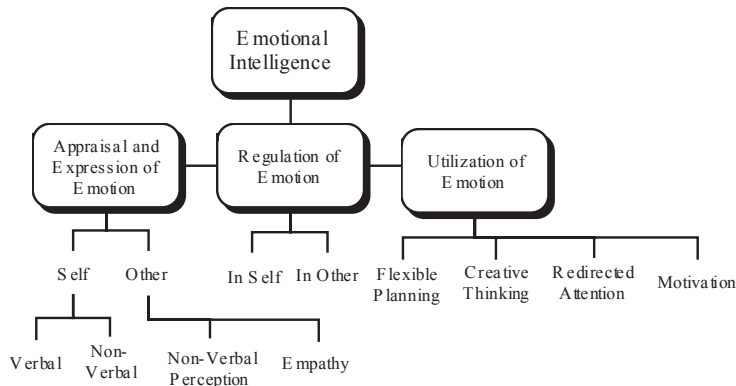 Emotional
Intelligence
Appraisal and
Expression of
Emotion
Regulation of
Emotion
Utilization of
Emotion
Self
Other
In Self
In Other
Flexible
Planning
Creative
Thinking
Redirected
Attention
Motivation
Verbal
Non-
Verbal
Non-Verbal
Perception
Empathy